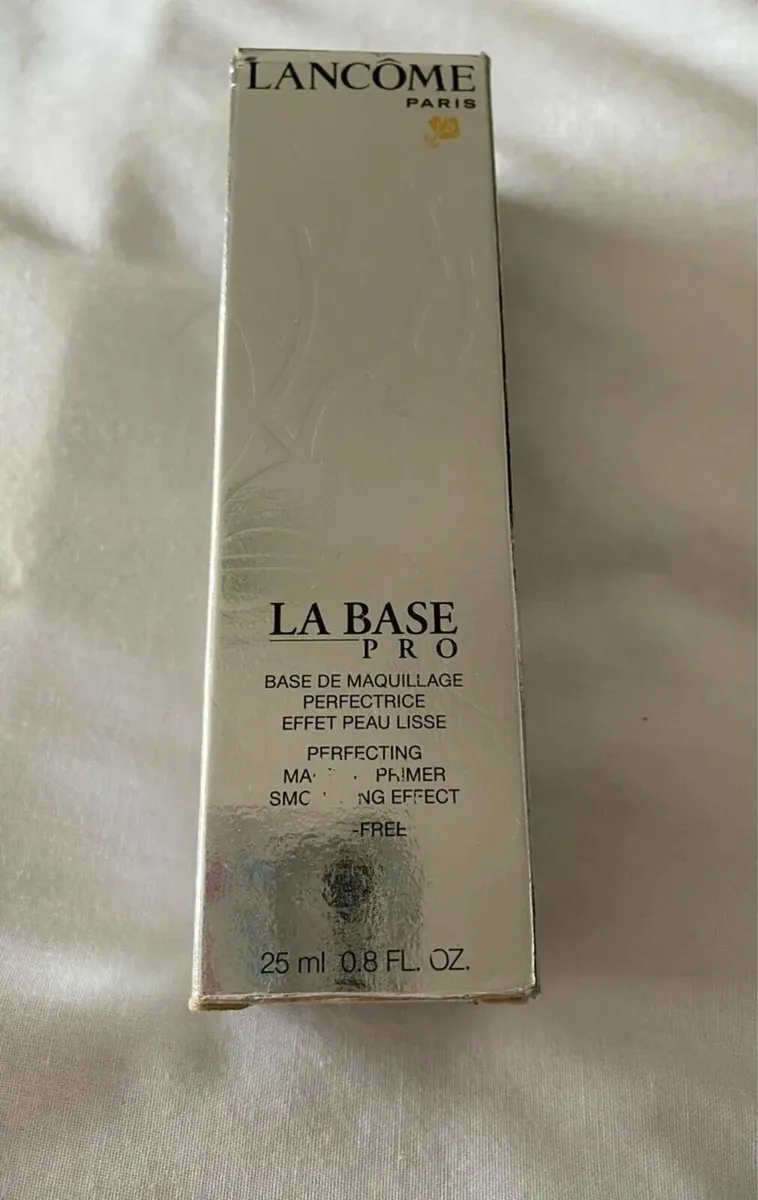 LANCÔME
PARIS
LA BASE
PRO
BASE DE MAQUILLAGE
PERFECTRICE
EFFET PEAU LISSE
PERFECTING
PRIMER
EFFECT
-FREE
25 ml 0.8 FL. OZ.